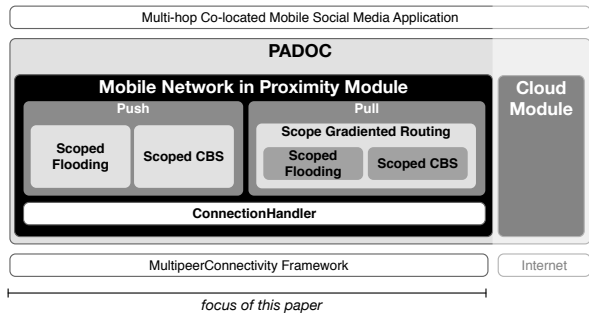 Multi-hop Co-located Mobile Social Media Application
PADOC
Mobile Network in Proximity Module
Push
Scoped
Flooding
Scoped CBS
Pull
Scope Gradiented Routing
Scoped
Flooding
Scoped CBS
ConnectionHandler
Cloud
Module
MultipeerConnectivity Framework
Internet
focus of this paper